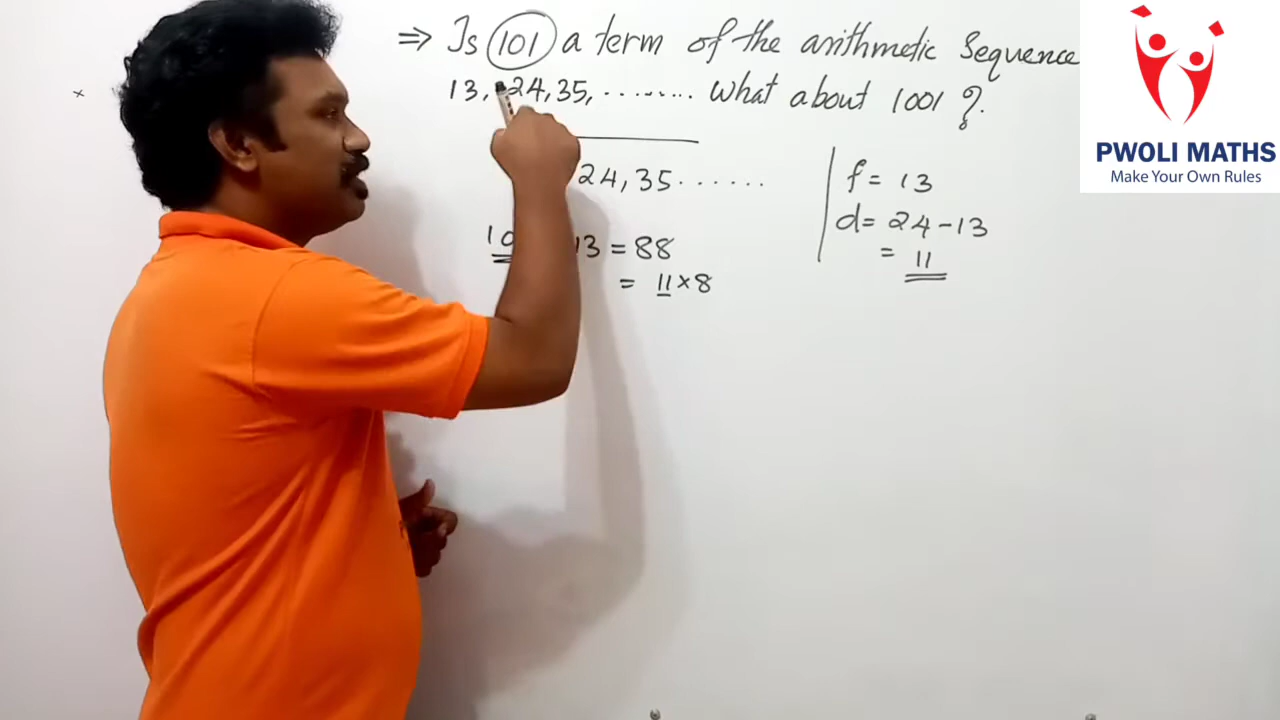 ⇒ Is 101 a term of the arithmetic Sequence
13, 24, 35, ......... What about 1001 ?.
24, 35 ......
13 = 88
= 11 × 8
f = 13
d = 24 - 13
= 11
PWOLI MATHS
Make Your Own Rules